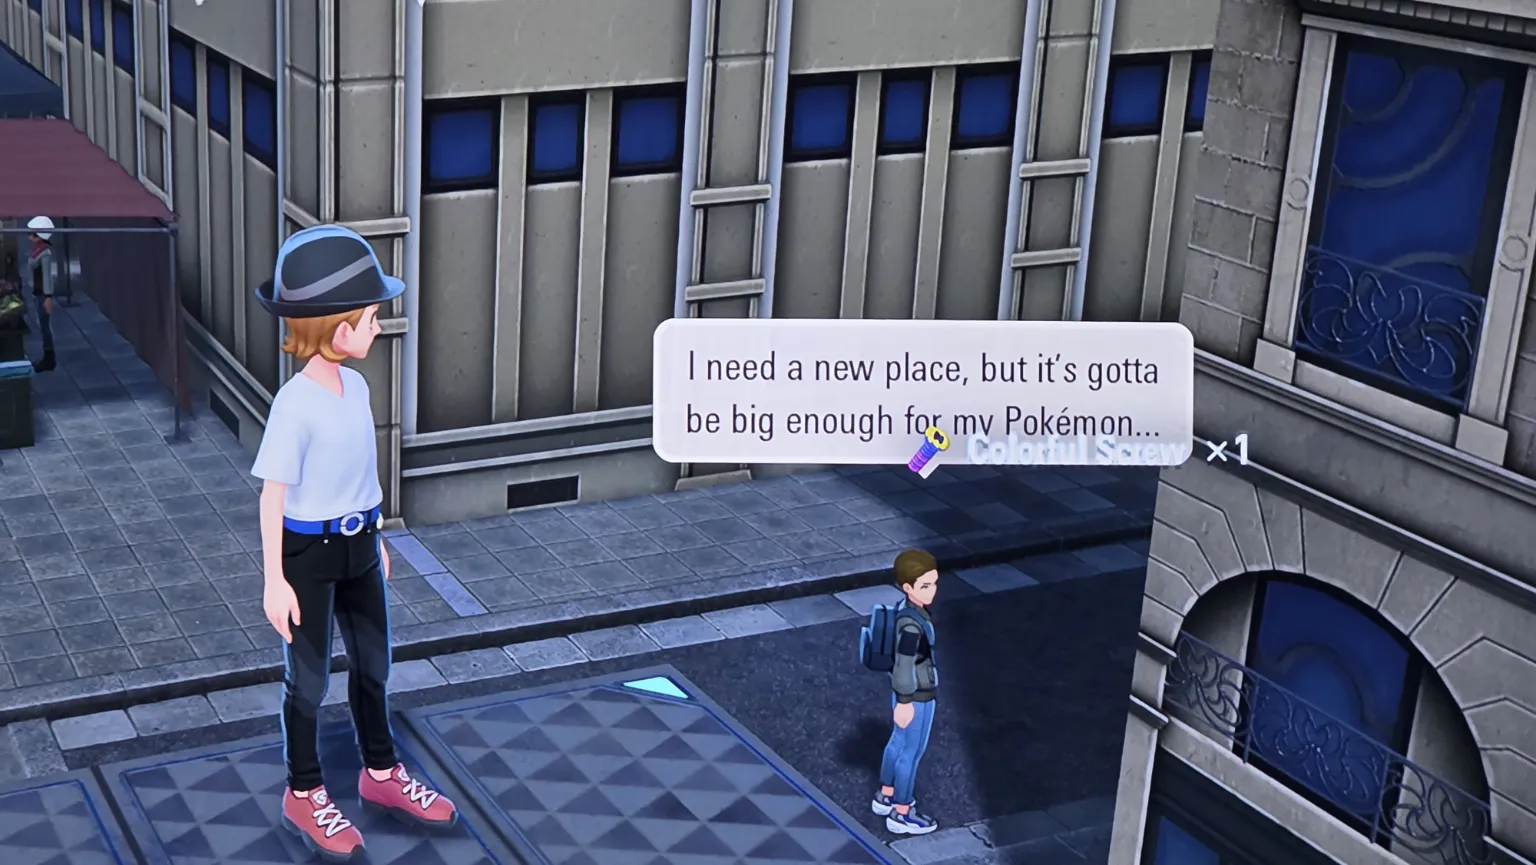 I need a new place, but it's gotta
be big enough for my Pokémon...
Colorful Screw ×1